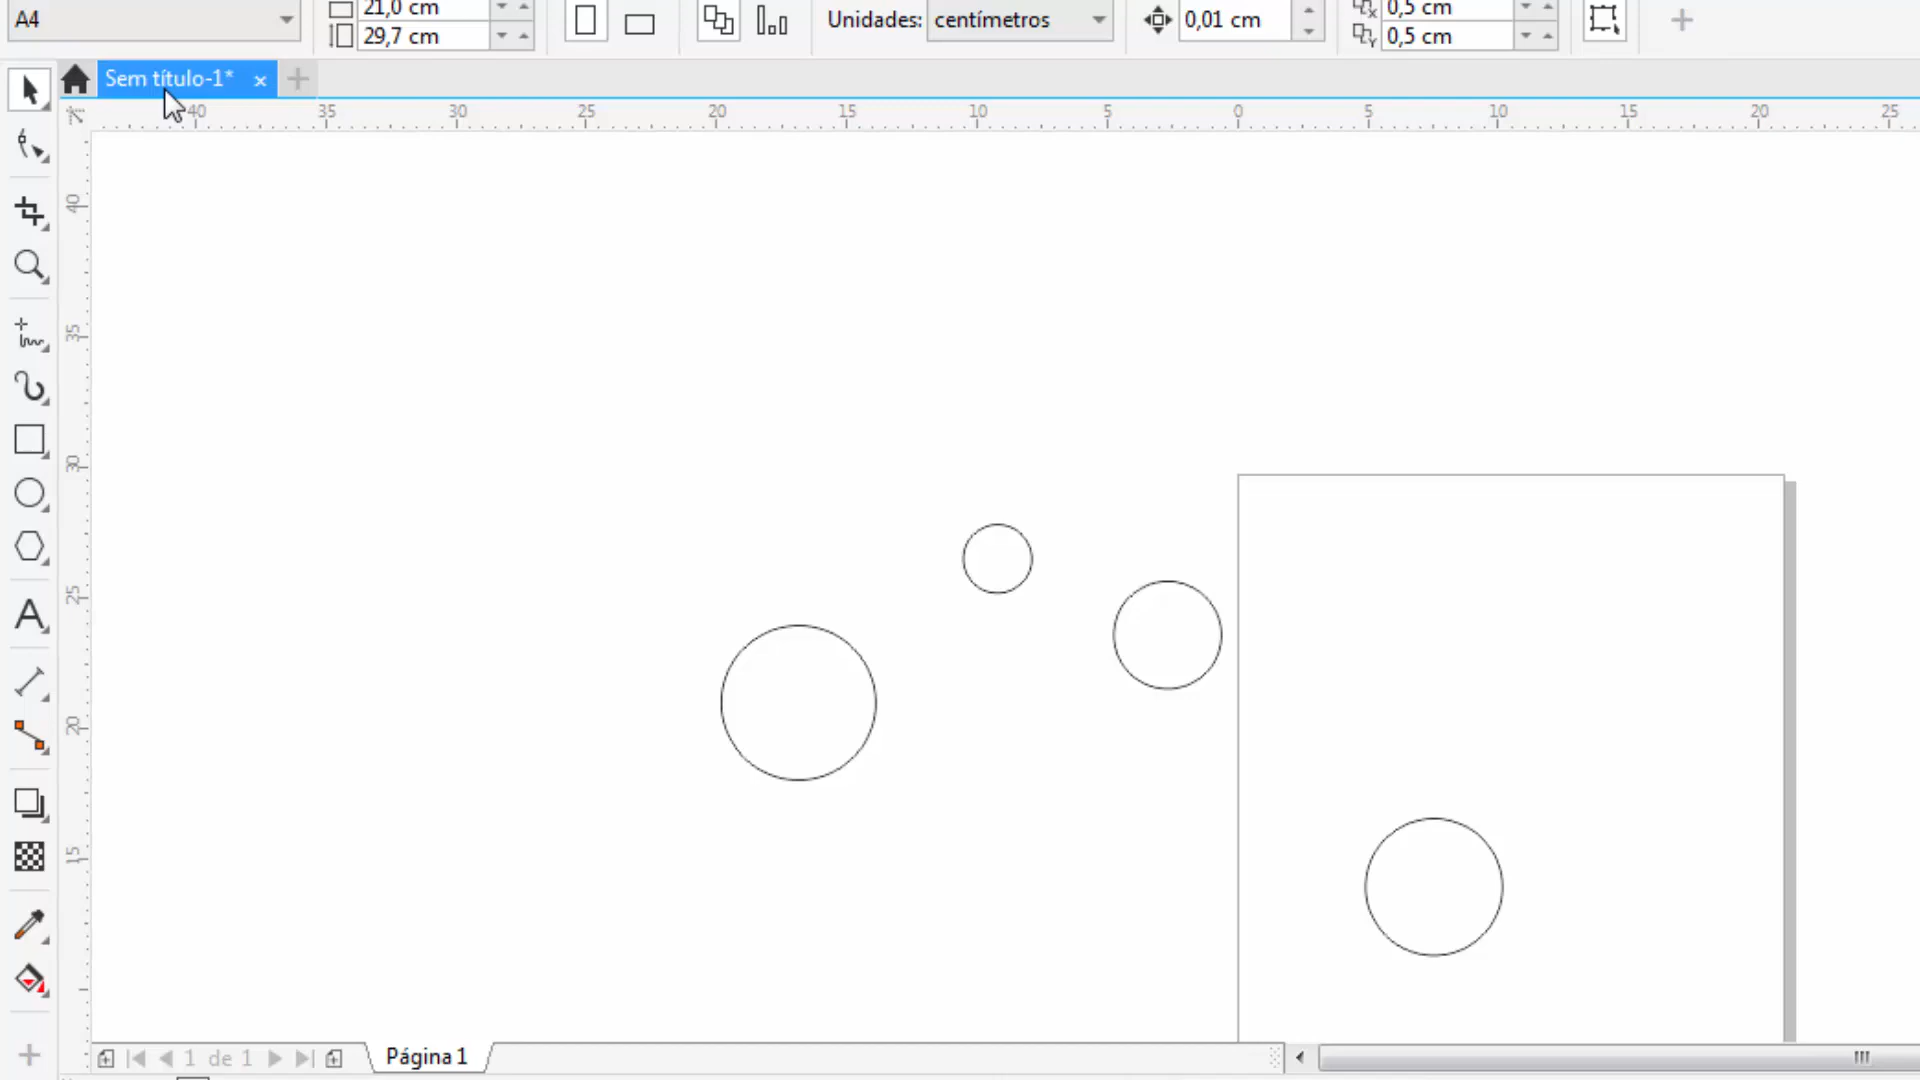 A4
21,0 cm
29,7 cm
Unidades: centímetros
0,01 cm
0,5 cm
0,5 cm
Sem título-1*
40 35 30 25 20 15 10 5 0 5 10 15 20 25
40
35
30
25
20
15
1 de 1
Página 1